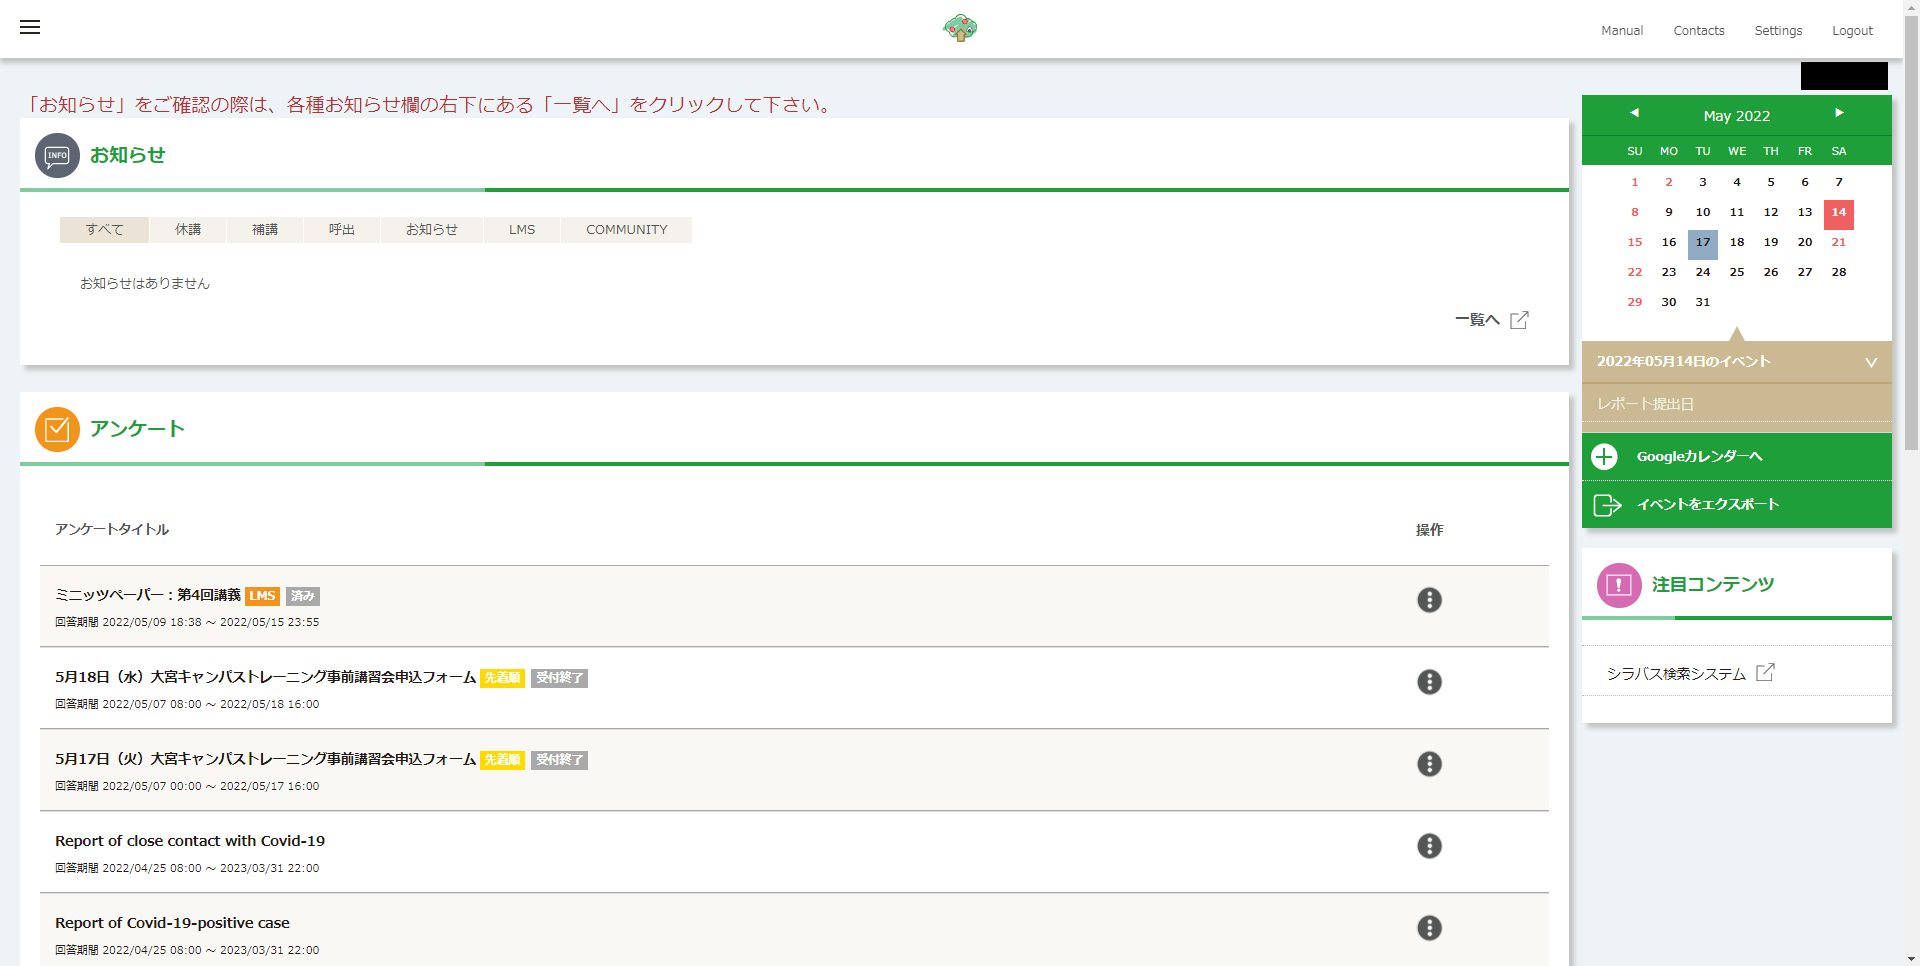 Manual Contacts Settings Logout
「お知らせ」をご確認の際は、各種お知らせ欄の右下にある「一覧へ」をクリックして下さい。
INFO お知らせ
すべて 休講 補講 呼出 お知らせ LMS COMMUNITY
お知らせはありません
一覧へ
アンケート
アンケートタイトル 操作
ミニッツペーパー：第4回講義 LMS 済み
回答期間 2022/05/09 18:38 ～ 2022/05/15 23:55
5月18日（水）大宮キャンパストレーニング事前講習会申込フォーム 先着順 受付終了
回答期間 2022/05/07 08:00 ～ 2022/05/18 16:00
5月17日（火）大宮キャンパストレーニング事前講習会申込フォーム 先着順 受付終了
回答期間 2022/05/07 00:00 ～ 2022/05/17 16:00
Report of close contact with Covid-19
回答期間 2022/04/25 08:00 ～ 2023/03/31 22:00
Report of Covid-19-positive case
回答期間 2022/04/25 08:00 ～ 2023/03/31 22:00
May 2022
SU MO TU WE TH FR SA
1 2 3 4 5 6 7
8 9 10 11 12 13 14
15 16 17 18 19 20 21
22 23 24 25 26 27 28
29 30 31
2022年05月14日のイベント
レポート提出日
Googleカレンダーへ
イベントをエクスポート
注目コンテンツ
シラバス検索システム